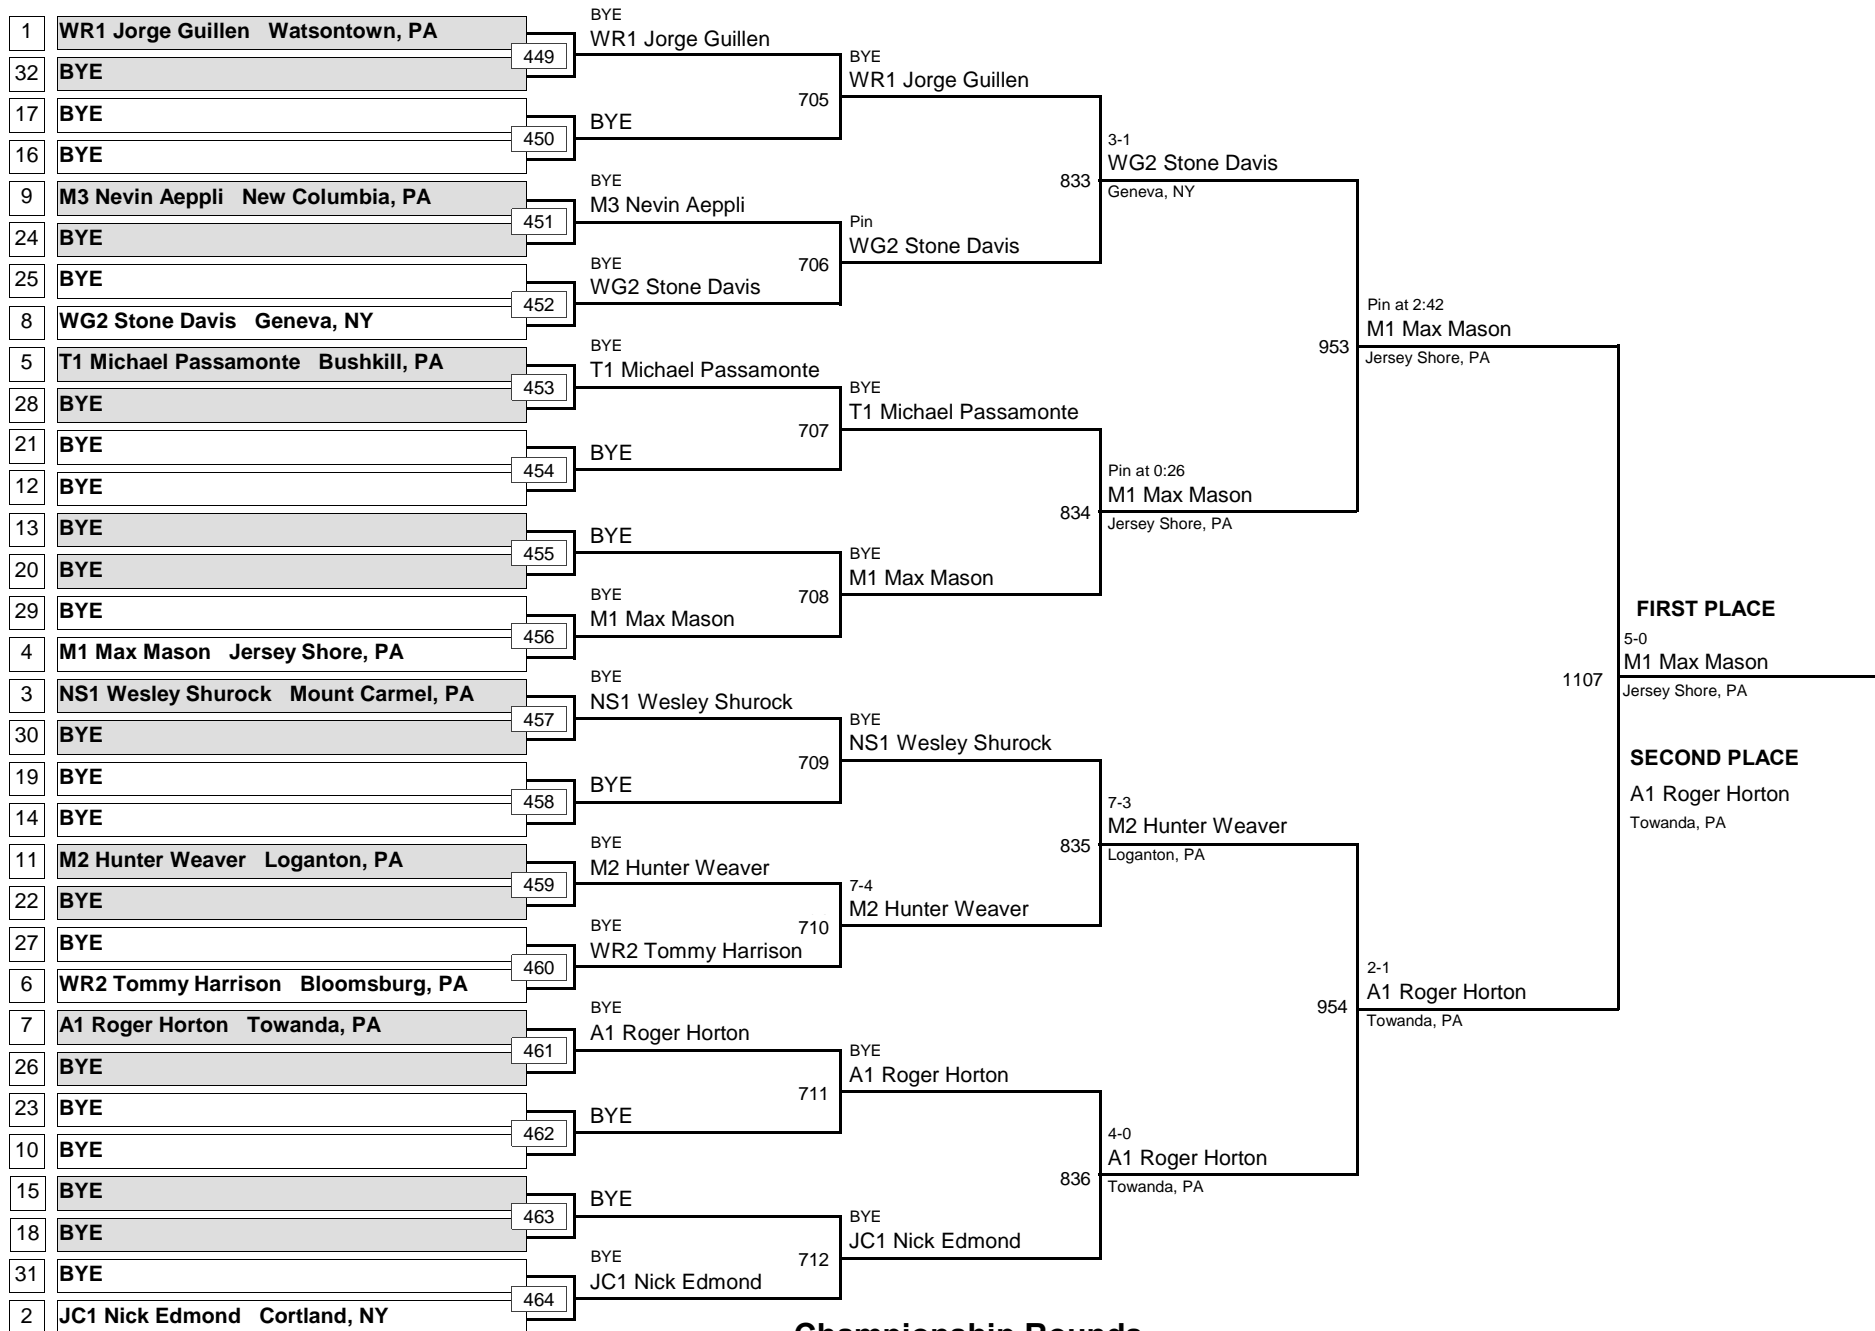 1 WR1 Jorge Guillen Watsontown, PA
32 BYE
17 BYE
16 BYE
9 M3 Nevin Aeppli New Columbia, PA
24 BYE
25 BYE
8 WG2 Stone Davis Geneva, NY
5 T1 Michael Passamonte Bushkill, PA
28 BYE
21 BYE
12 BYE
13 BYE
20 BYE
29 BYE
4 M1 Max Mason Jersey Shore, PA
3 NS1 Wesley Shurock Mount Carmel, PA
30 BYE
19 BYE
14 BYE
11 M2 Hunter Weaver Loganton, PA
22 BYE
27 BYE
6 WR2 Tommy Harrison Bloomsburg, PA
7 A1 Roger Horton Towanda, PA
26 BYE
23 BYE
10 BYE
15 BYE
18 BYE
31 BYE
2 JC1 Nick Edmond Cortland, NY
449
450
451
452
453
454
455
456
457
458
459
460
461
462
463
464
BYE
WR1 Jorge Guillen
BYE
BYE
M3 Nevin Aeppli
BYE
WG2 Stone Davis
BYE
T1 Michael Passamonte
BYE
BYE
BYE
M1 Max Mason
BYE
NS1 Wesley Shurock
BYE
BYE
M2 Hunter Weaver
BYE
WR2 Tommy Harrison
BYE
A1 Roger Horton
BYE
BYE
BYE
JC1 Nick Edmond
705
706
707
708
709
710
711
712
BYE
WR1 Jorge Guillen
Pin
WG2 Stone Davis
BYE
T1 Michael Passamonte
BYE
M1 Max Mason
BYE
NS1 Wesley Shurock
7-4
M2 Hunter Weaver
BYE
A1 Roger Horton
BYE
JC1 Nick Edmond
833
834
835
836
3-1
WG2 Stone Davis
Geneva, NY
Pin at 0:26
M1 Max Mason
Jersey Shore, PA
7-3
M2 Hunter Weaver
Loganton, PA
4-0
A1 Roger Horton
Towanda, PA
953
954
Pin at 2:42
M1 Max Mason
Jersey Shore, PA
2-1
A1 Roger Horton
Towanda, PA
1107
FIRST PLACE
5-0
M1 Max Mason
Jersey Shore, PA
SECOND PLACE
A1 Roger Horton
Towanda, PA
Championship Rounds